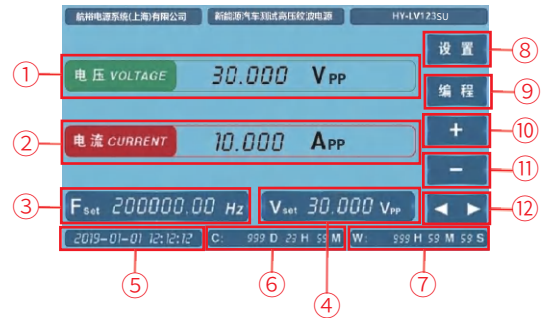 航裕电源系统(上海)有限公司 新能源汽车测试高压纹波电源 HY-LV123SU
设置 ⑧
① 电压 VOLTAGE 30.000 VPP
编程 ⑨
+ ⑩
② 电流 CURRENT 10.000 APP
− ⑪
③ FSet 200000.00 Hz Vset 30.000 VPP ◀ ▶ ⑫
2019-01-01 12:12:12 C: 999 D 23 H 59 M W: 999 H 59 M 59 S
⑤ ⑥ ④ ⑦